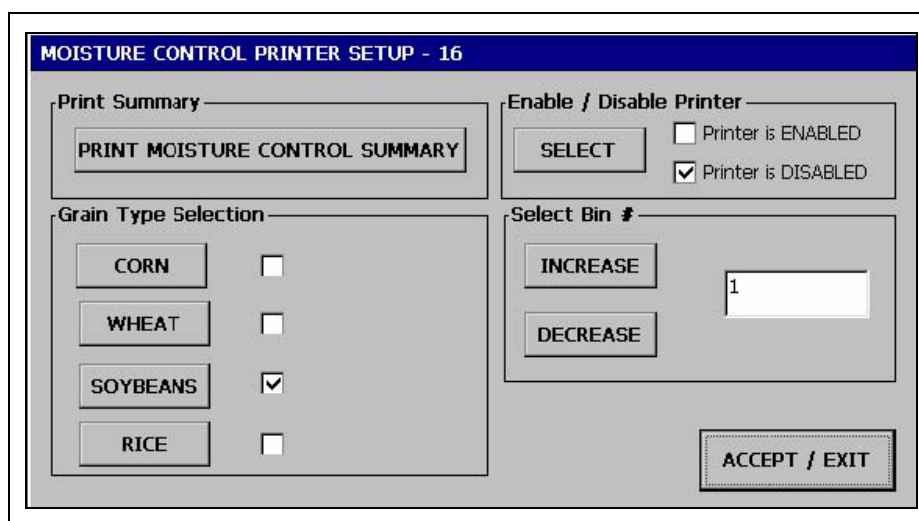 MOISTURE CONTROL PRINTER SETUP - 16
Print Summary
PRINT MOISTURE CONTROL SUMMARY
Enable / Disable Printer
SELECT
Printer is ENABLED
Printer is DISABLED
Grain Type Selection
CORN
WHEAT
SOYBEANS
RICE
Select Bin #
INCREASE
1
DECREASE
ACCEPT / EXIT